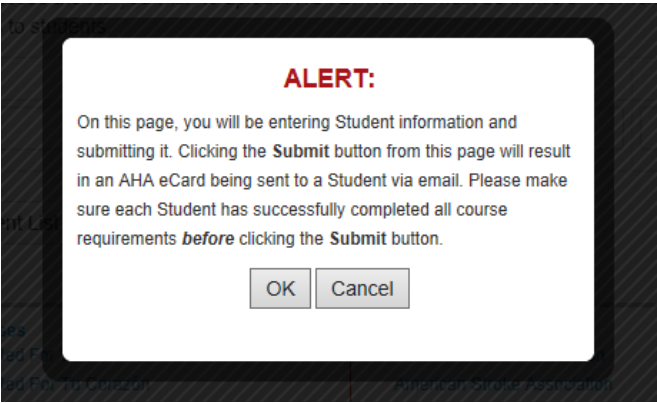 to students
ALERT:
On this page, you will be entering Student information and
submitting it. Clicking the Submit button from this page will result
in an AHA eCard being sent to a Student via email. Please make
sure each Student has successfully completed all course
requirements before clicking the Submit button.
OK Cancel
American Stroke Association